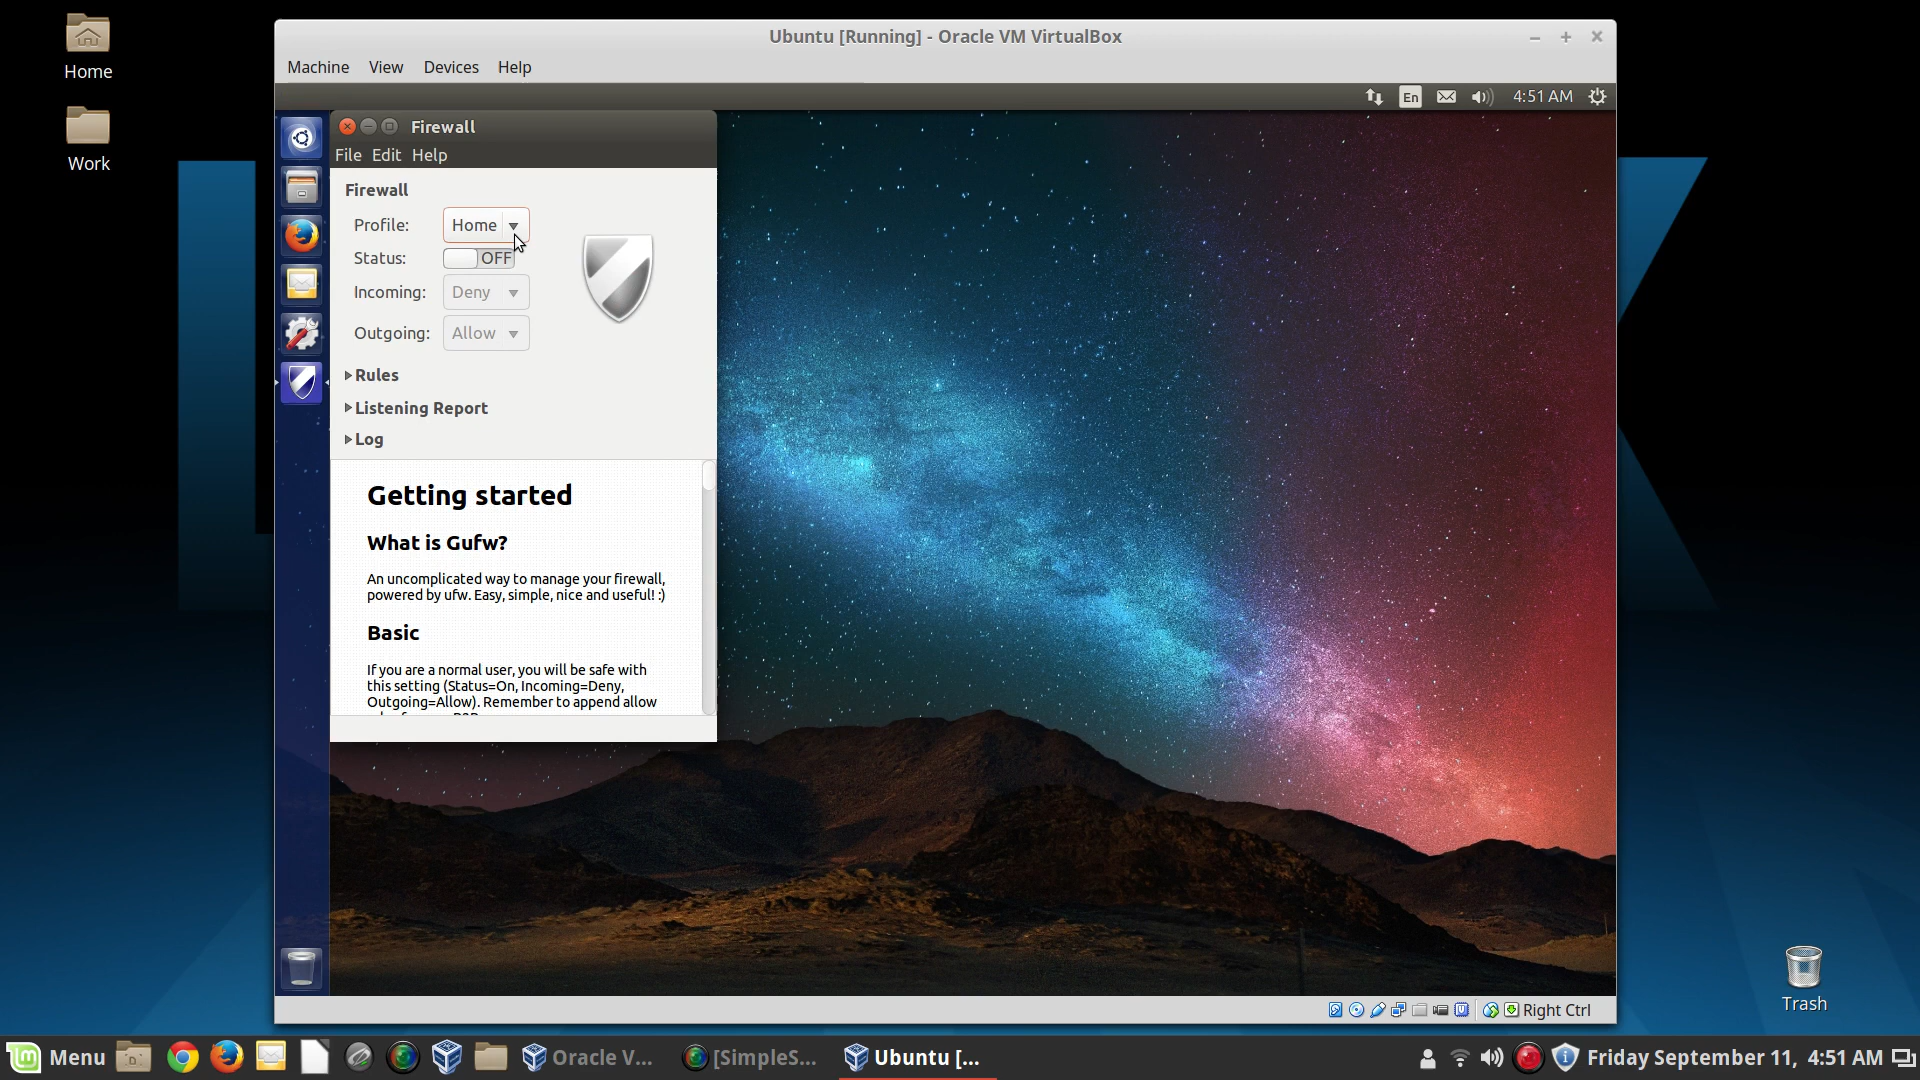 Home
Work
Ubuntu [Running] - Oracle VM VirtualBox
Machine View Devices Help
En 4:51 AM
Firewall
File Edit Help
Firewall
Profile: Home
Status: OFF
Incoming: Deny
Outgoing: Allow
Rules
Listening Report
Log
Getting started
What is Gufw?
An uncomplicated way to manage your firewall,
powered by ufw. Easy, simple, nice and useful! :)
Basic
If you are a normal user, you will be safe with
this setting (Status=On, Incoming=Deny,
Outgoing=Allow). Remember to append allow
Right Ctrl
Trash
Menu Oracle V... [SimpleS... Ubuntu [... Friday September 11, 4:51 AM